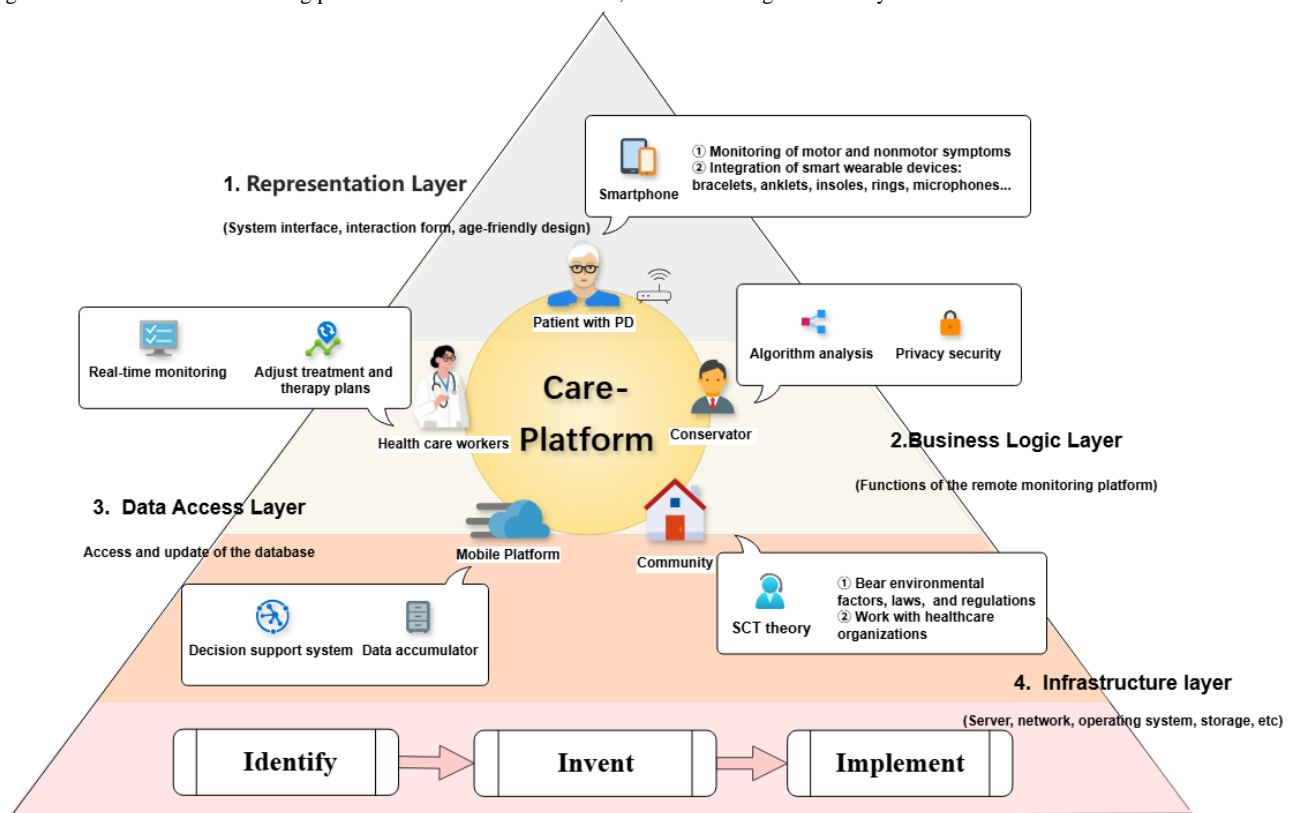 ① Monitoring of motor and nonmotor symptoms
② Integration of smart wearable devices:
bracelets, anklets, insoles, rings, microphones...
Smartphone
1. Representation Layer
(System interface, interaction form, age-friendly design)
Patient with PD
Real-time monitoring
Adjust treatment and
therapy plans
Algorithm analysis
Privacy security
Health care workers
Care-
Platform
Conservator
2.Business Logic Layer
(Functions of the remote monitoring platform)
3. Data Access Layer
Access and update of the database
Mobile Platform
Community
Decision support system
Data accumulator
SCT theory
① Bear environmental
factors, laws, and regulations
② Work with healthcare
organizations
4. Infrastructure layer
(Server, network, operating system, storage, etc)
Identify
Invent
Implement